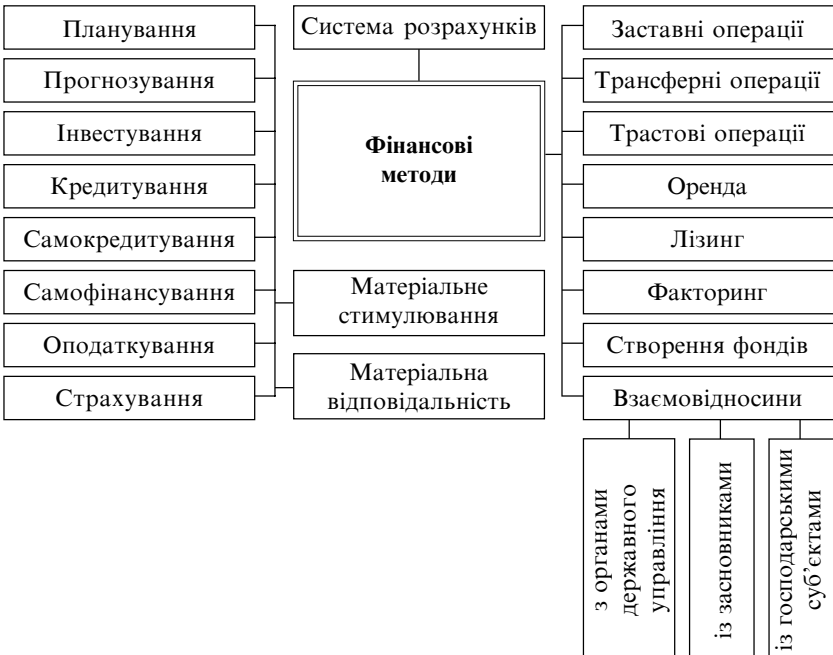 Планування
Прогнозування
Інвестування
Кредитування
Самокредитування
Самофінансування
Оподаткування
Страхування
Система розрахунків
Фінансові
методи
Матеріальне
стимулювання
Матеріальна
відповідальність
Заставні операції
Трансферні операції
Трастові операції
Оренда
Лізинг
Факторинг
Створення фондів
Взаємовідносини
з органами
державного
управління
із засновниками
із господарськими
суб’єктами